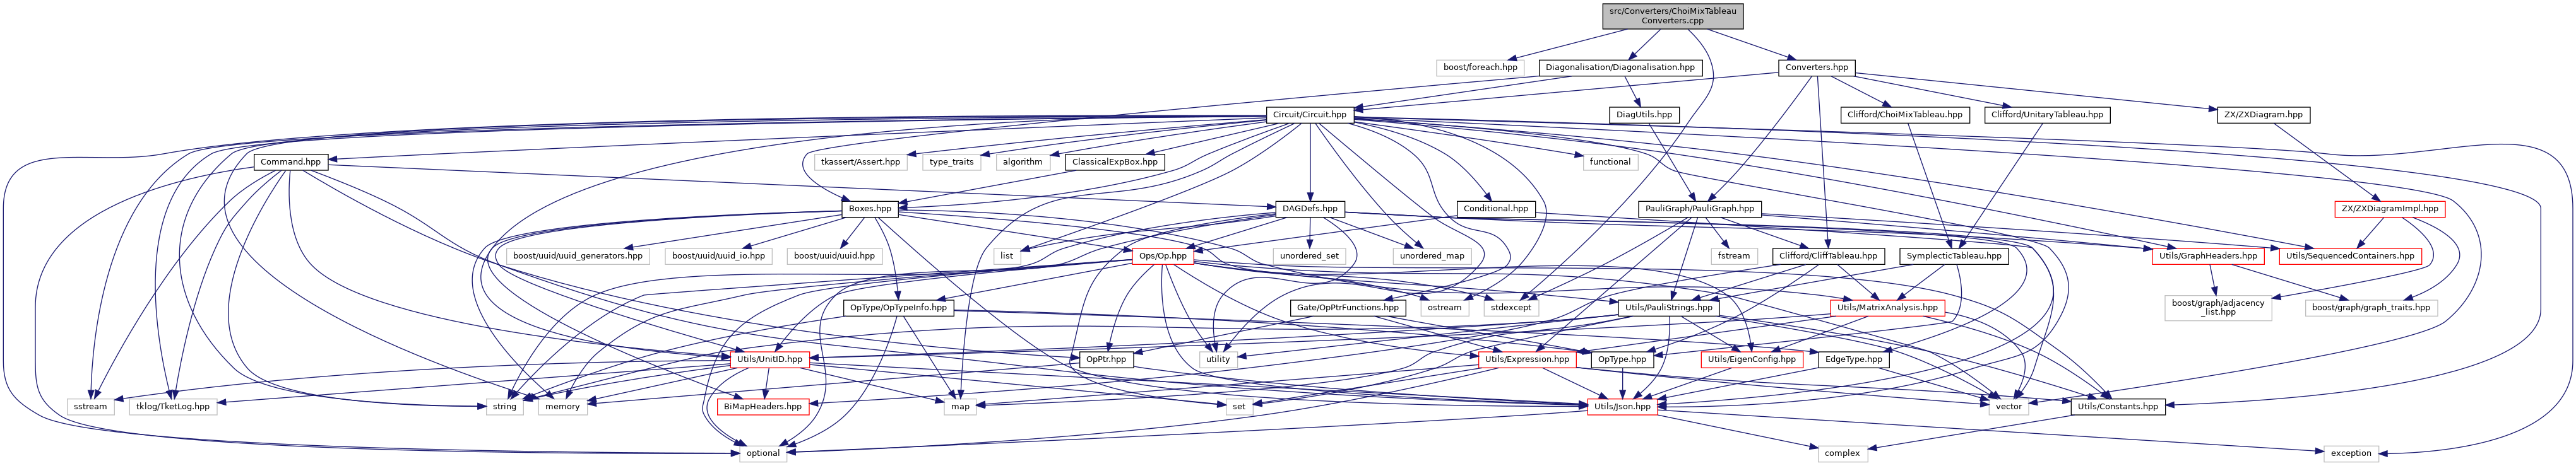 src/Converters/ChoiMixTableau
Converters.cpp
boost/foreach.hpp
Diagonalisation/Diagonalisation.hpp
Converters.hpp
Circuit/Circuit.hpp
DiagUtils.hpp
Clifford/ChoiMixTableau.hpp
Clifford/UnitaryTableau.hpp
ZX/ZXDiagram.hpp
Command.hpp
tkassert/Assert.hpp
type_traits
algorithm
ClassicalExpBox.hpp
functional
Boxes.hpp
DAGDefs.hpp
Conditional.hpp
PauliGraph/PauliGraph.hpp
ZX/ZXDiagramImpl.hpp
boost/uuid/uuid_generators.hpp
boost/uuid/uuid_io.hpp
boost/uuid/uuid.hpp
list
Ops/Op.hpp
unordered_set
unordered_map
fstream
Clifford/CliffTableau.hpp
SymplecticTableau.hpp
Utils/GraphHeaders.hpp
Utils/SequencedContainers.hpp
OpType/OpTypeInfo.hpp
Gate/OpPtrFunctions.hpp
ostream
stdexcept
Utils/PauliStrings.hpp
Utils/MatrixAnalysis.hpp
boost/graph/adjacency
_list.hpp
boost/graph/graph_traits.hpp
Utils/UnitID.hpp
OpPtr.hpp
utility
Utils/Expression.hpp
OpType.hpp
Utils/EigenConfig.hpp
EdgeType.hpp
sstream
tklog/TketLog.hpp
string
memory
BiMapHeaders.hpp
map
set
Utils/Json.hpp
vector
Utils/Constants.hpp
optional
complex
exception